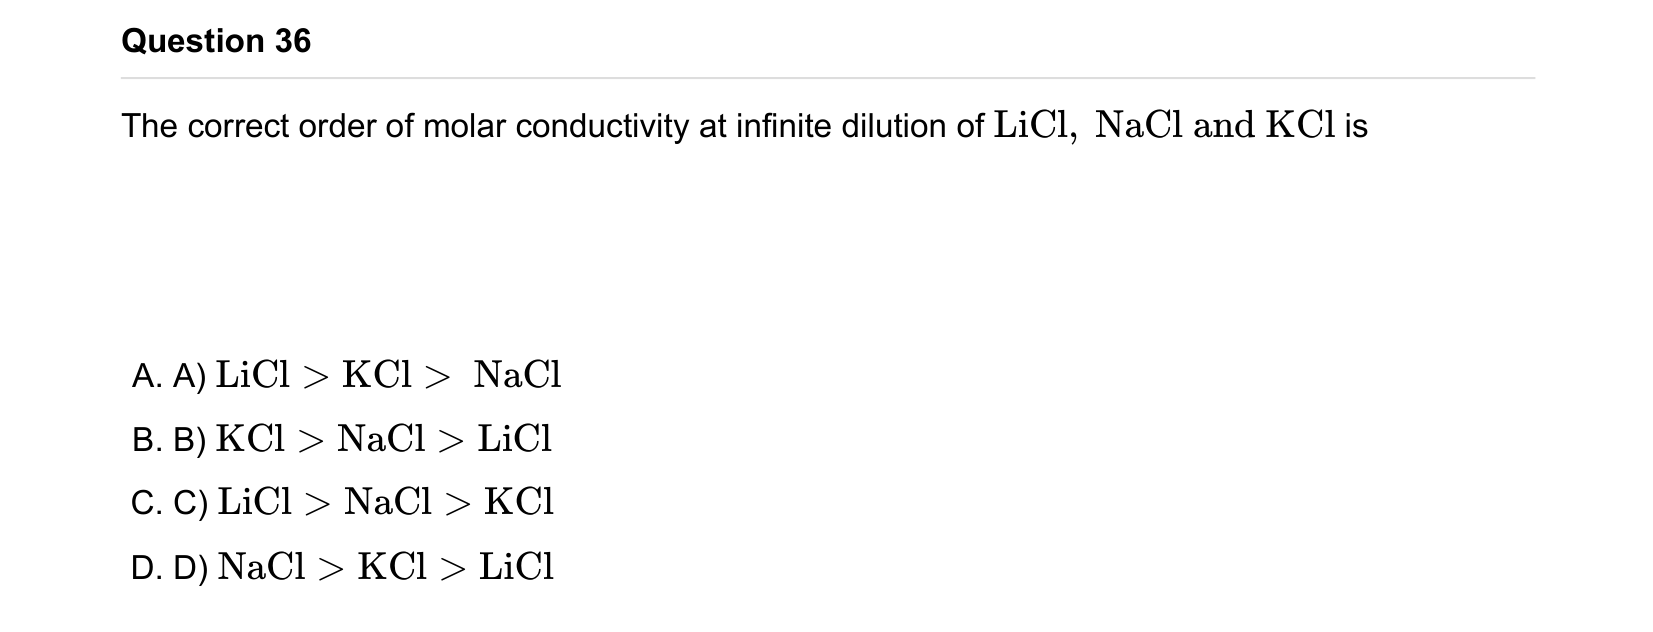 Question 36
The correct order of molar conductivity at infinite dilution of LiCl, NaCl and KCl is
A. A) LiCl > KCl > NaCl
B. B) KCl > NaCl > LiCl
C. C) LiCl > NaCl > KCl
D. D) NaCl > KCl > LiCl